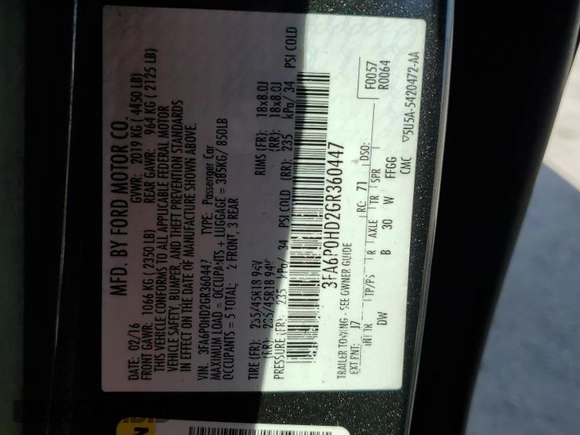 MFD. BY FORD MOTOR CO.
DATE: 02/16 GVWR: 2019 KG (4450 LB)
FRONT GAWR: 1066 KG (2350 LB) REAR GAWR: 964 KG (2125 LB)
THIS VEHICLE CONFORMS TO ALL APPLICABLE FEDERAL MOTOR
VEHICLE SAFETY, BUMPER, AND THEFT PREVENTION STANDARDS
IN EFFECT ON THE DATE OF MANUFACTURE SHOWN ABOVE.
VIN: 3FA6P0HD2GR360447 TYPE: Passenger Car
MAXIMUM LOAD = OCCUPANTS + LUGGAGE = 385KG/ 850LB
OCCUPANTS = 5 TOTAL: 2 FRONT, 3 REAR
TIRE (FR): 235/45R18 94V RIMS (FR): 18x8.0J
(RR): 235/45R18 94V (RR): 18x8.0J
PRESSURE (FR): 235 kPa/ 34 PSI COLD (RR): 235 kPa/ 34 PSI COLD
3FA6P0HD2GR360447 F0057
TRAILER TOWING - SEE OWNER GUIDE R0064
EXT PNT: J7 RC: 71 DSO:
INT TR TP/PS R AXLE TR SPR
DW B 30 W FFGG
CMC 5U5A-5420472-AA